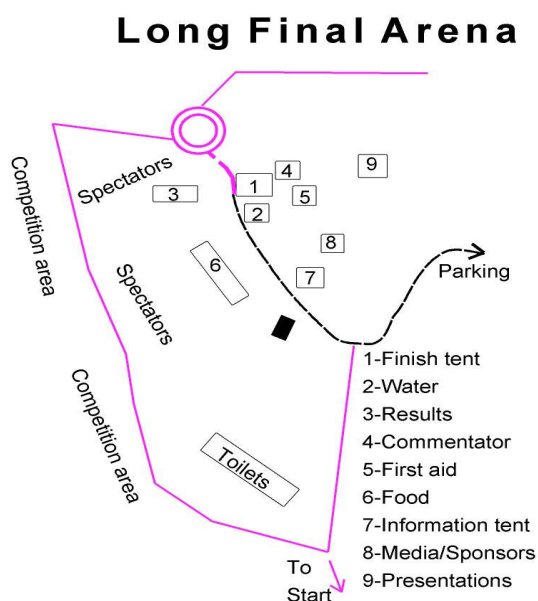 Long Final Arena
Spectators
Competition area
3
1
4
5
2
9
6
8
7
Parking
Spectators
Competition area
Toilets
1-Finish tent
2-Water
3-Results
4-Commentator
5-First aid
6-Food
7-Information tent
8-Media/Sponsors
9-Presentations
To
Start